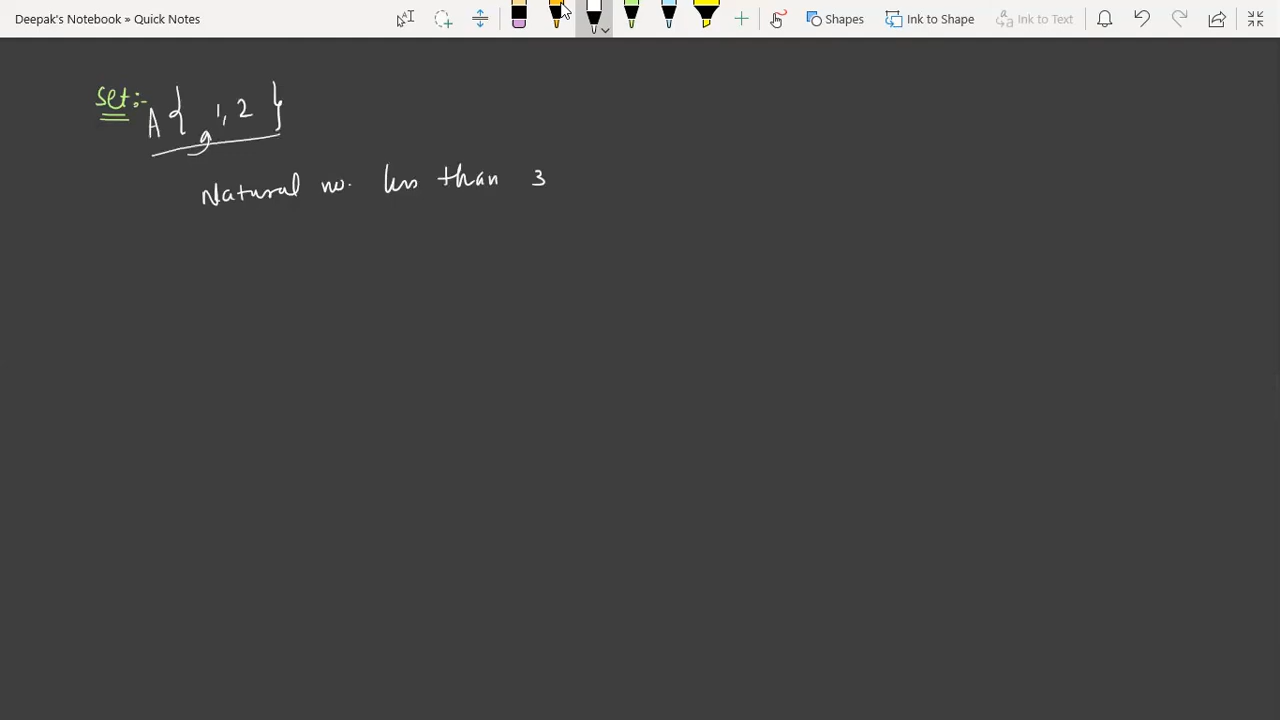 Deepak's Notebook » Quick Notes
Shapes
Ink to Shape
Ink to Text
Set:-
A { 1, 2 }
Natural no. less than 3